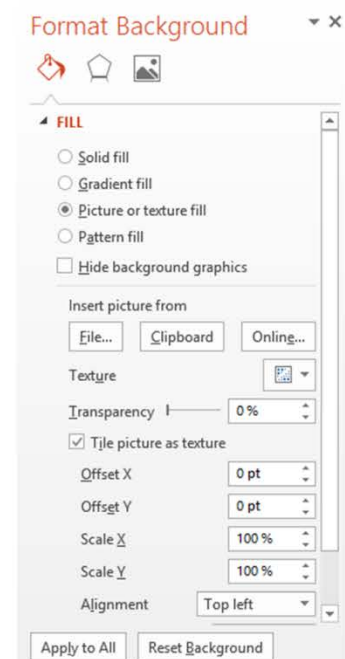 Format Background
FILL
Solid fill
Gradient fill
Picture or texture fill
Pattern fill
Hide background graphics
Insert picture from
File... Clipboard Online...
Texture
Transparency 0%
Tile picture as texture
Offset X 0 pt
Offset Y 0 pt
Scale X 100%
Scale Y 100%
Alignment Top left
Apply to All Reset Background